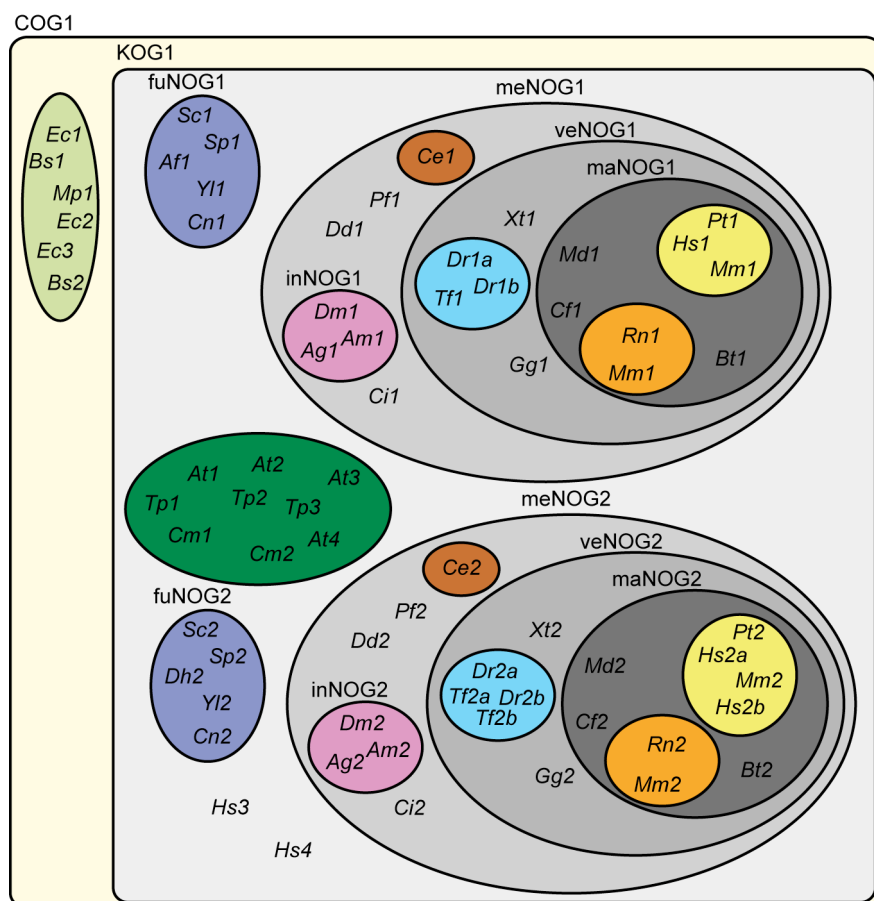 COG1
KOG1
fuNOG1
Sc1
Sp1
Af1
Yl1
Cn1
Ec1
Bs1
Mp1
Ec2
Ec3
Bs2
meNOG1
Ce1
Pf1
Dd1
inNOG1
Dm1
Ag1 Am1
Ci1
veNOG1
Xt1
Dr1a
Tf1 Dr1b
Gg1
maNOG1
Md1
Cf1
Pt1
Hs1
Mm1
Rn1
Mm1
Bt1
At1 At2 At3
Tp1 Tp2 Tp3
Cm1 Cm2 At4
fuNOG2
Sc2
Sp2
Dh2
Yl2
Cn2
Hs3
Hs4
meNOG2
Ce2
Pf2
Dd2
inNOG2
Dm2
Ag2 Am2
Ci2
veNOG2
Xt2
Dr2a
Tf2a Dr2b
Tf2b
Gg2
maNOG2
Md2
Cf2
Pt2
Hs2a
Mm2
Hs2b
Rn2
Mm2
Bt2